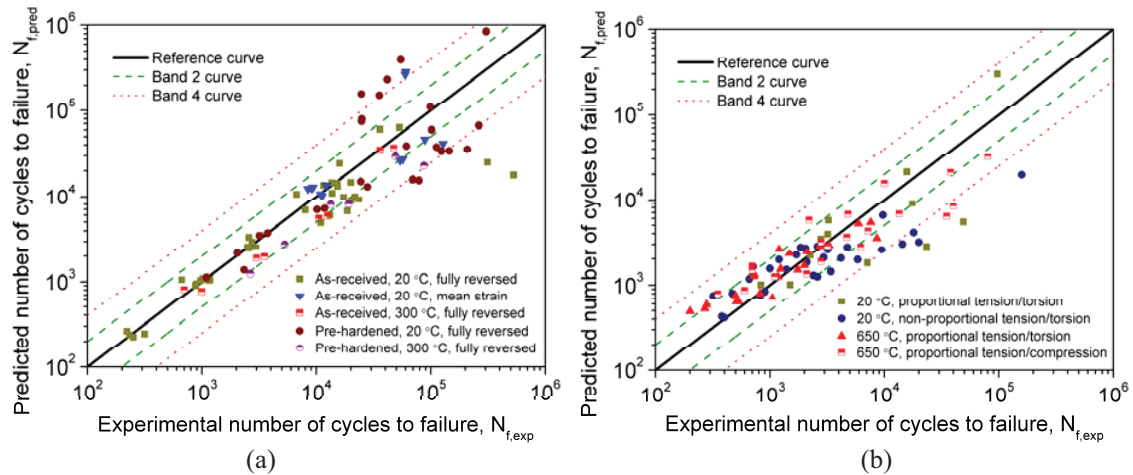 Predicted number of cycles to failure, N_f,pred
10^6
10^5
10^4
10^3
10^2
Reference curve
Band 2 curve
Band 4 curve
As-received, 20 °C, fully reversed
As-received, 20 °C, mean strain
As-received, 300 °C, fully reversed
Pre-hardened, 20 °C, fully reversed
Pre-hardened, 300 °C, fully reversed
10^2 10^3 10^4 10^5 10^6
Experimental number of cycles to failure, N_f,exp
(a)
Predicted number of cycles to failure, N_f,pred
10^6
10^5
10^4
10^3
10^2
Reference curve
Band 2 curve
Band 4 curve
20 °C, proportional tension/torsion
20 °C, non-proportional tension/torsion
650 °C, proportional tension/torsion
650 °C, proportional tension/compression
10^2 10^3 10^4 10^5 10^6
Experimental number of cycles to failure, N_f,exp
(b)